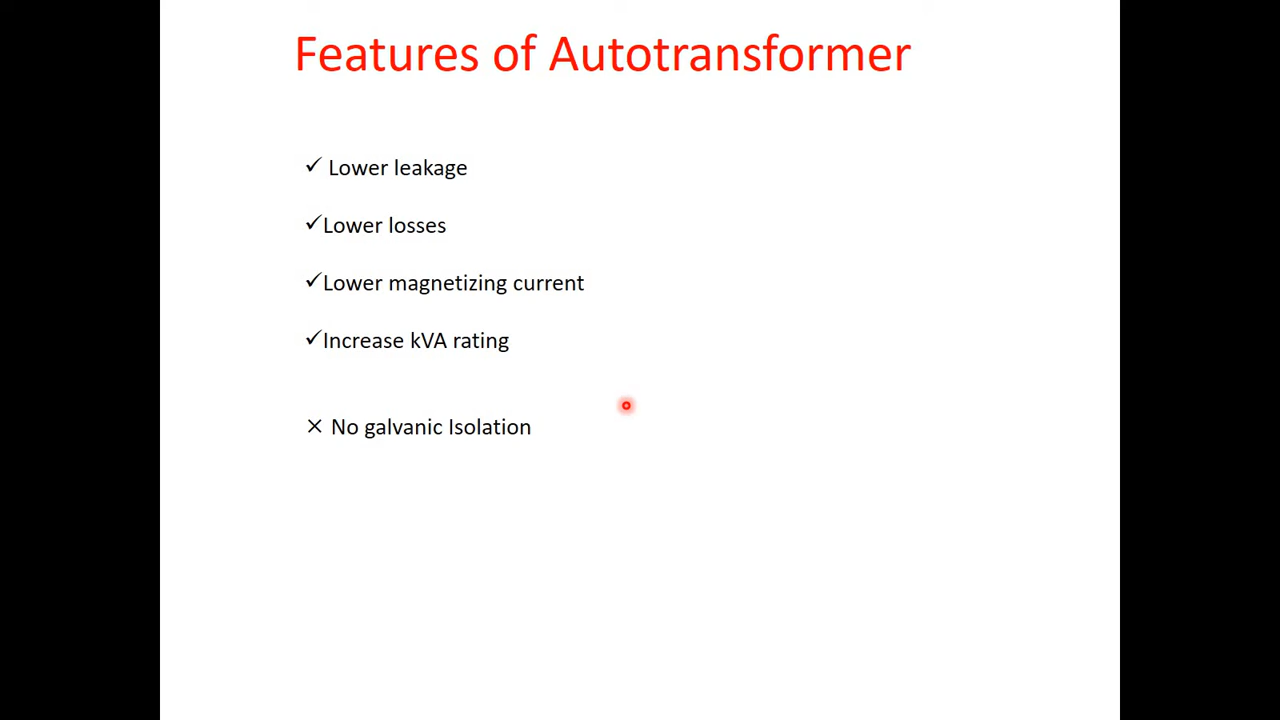 Features of Autotransformer
✓ Lower leakage
✓Lower losses
✓Lower magnetizing current
✓Increase kVA rating
× No galvanic Isolation